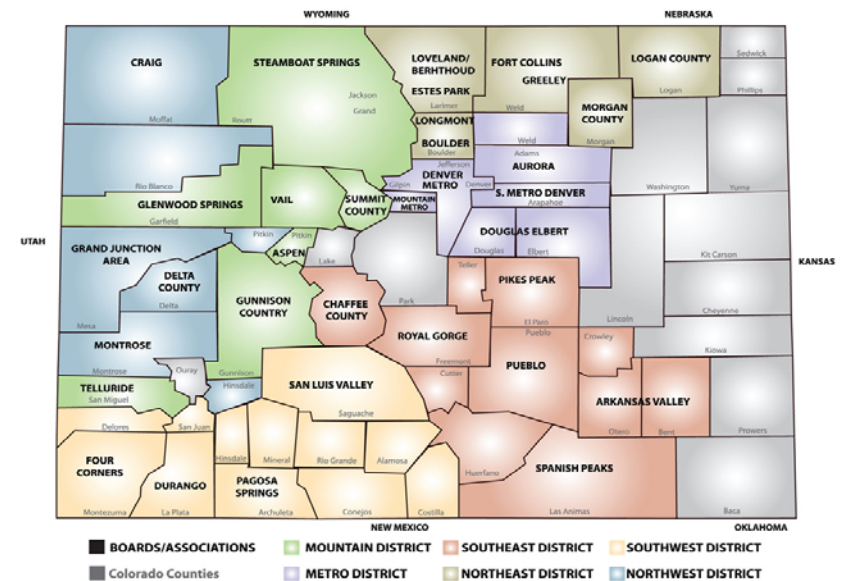 WYOMING
NEBRASKA
CRAIG
STEAMBOAT SPRINGS
LOVELAND/
BERHTHOUD
FORT COLLINS
LOGAN COUNTY
Sedwick
GREELEY
Jackson
ESTES PARK
Logan
Phillips
Grand
Larimer
Weld
MORGAN
COUNTY
Moffat
Routt
LONGMONT
BOULDER
Weld
Morgan
Boulder
Adams
Jefferson
AURORA
DENVER
METRO
Rio Blanco
Gilpin
Denver
Washington
Yuma
GLENWOOD SPRINGS
VAIL
SUMMIT
COUNTY
MOUNTAIN
METRO
S. METRO DENVER
Arapahoe
Garfield
UTAH
GRAND JUNCTION
AREA
Pitkin
Pitkin
DOUGLAS ELBERT
ASPEN
Lake
Douglas
Elbert
Kit Carson
KANSAS
DELTA
COUNTY
Teller
PIKES PEAK
GUNNISON
COUNTRY
CHAFFEE
COUNTY
Park
Delta
Cheyenne
Mesa
El Paro
Lincoln
MONTROSE
ROYAL GORGE
Pueblo
Crowley
Kiowa
Montrose
Ouray
Gunnison
Fremornt
PUEBLO
TELLURIDE
San Miguel
Hinsdale
SAN LUIS VALLEY
Cutter
ARKANSAS VALLEY
Saguache
Delores
San Juan
Otero
Bent
Prowers
FOUR
CORNERS
Hinsdale
Mineral
Rio Grande
Alamosa
Huerfano
SPANISH PEAKS
DURANGO
PAGOSA
SPRINGS
Montezuma
La Plata
Archuleta
Conejos
Costilla
Las Animas
Baca
NEW MEXICO
OKLAHOMA
BOARDS/ASSOCIATIONS
MOUNTAIN DISTRICT
SOUTHEAST DISTRICT
SOUTHWEST DISTRICT
Colorado Counties
METRO DISTRICT
NORTHEAST DISTRICT
NORTHWEST DISTRICT